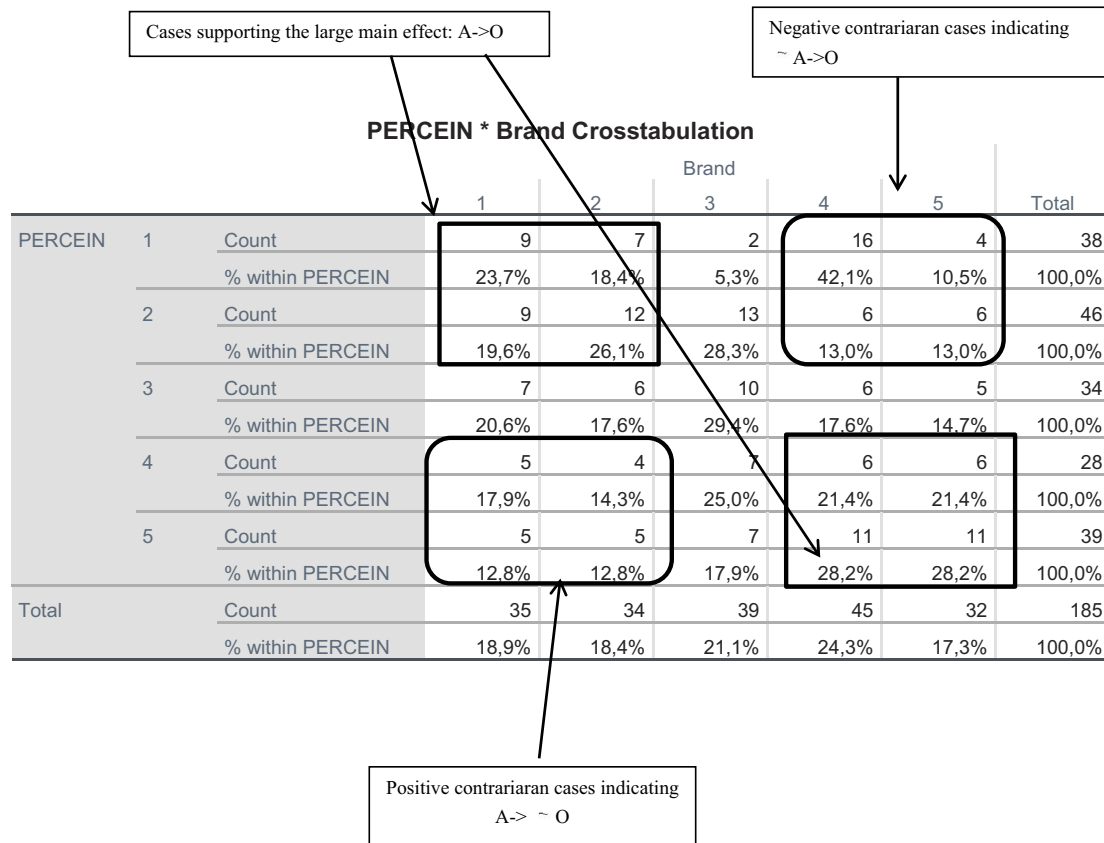 Cases supporting the large main effect: A->O
Negative contrariaran cases indicating
~ A->O
PERCEIN * Brand Crosstabulation
Brand
1 2 3 4 5 Total
PERCEIN 1 Count 9 7 2 16 4 38
% within PERCEIN 23,7% 18,4% 5,3% 42,1% 10,5% 100,0%
2 Count 9 12 13 6 6 46
% within PERCEIN 19,6% 26,1% 28,3% 13,0% 13,0% 100,0%
3 Count 7 6 10 6 5 34
% within PERCEIN 20,6% 17,6% 29,4% 17,6% 14,7% 100,0%
4 Count 5 4 7 6 6 28
% within PERCEIN 17,9% 14,3% 25,0% 21,4% 21,4% 100,0%
5 Count 5 5 7 11 11 39
% within PERCEIN 12,8% 12,8% 17,9% 28,2% 28,2% 100,0%
Total Count 35 34 39 45 32 185
% within PERCEIN 18,9% 18,4% 21,1% 24,3% 17,3% 100,0%
Positive contrariaran cases indicating
A-> ~ O